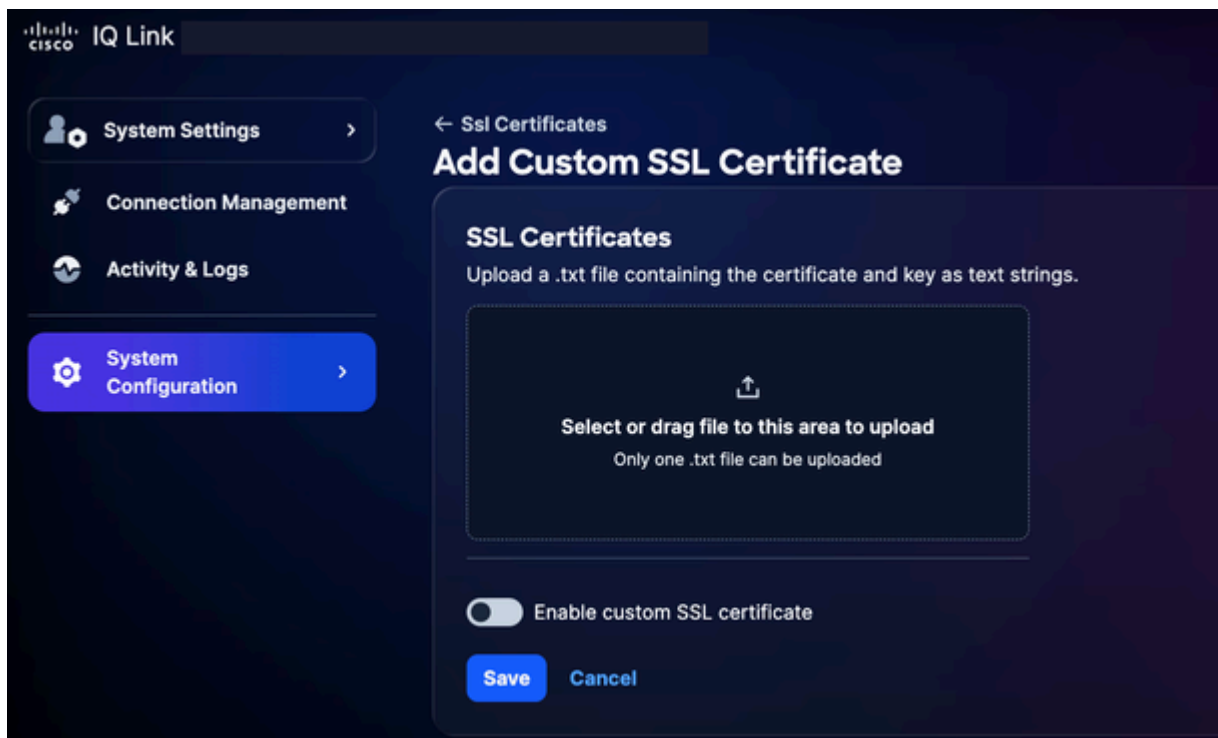 cisco IQ Link
System Settings
Connection Management
Activity & Logs
System
Configuration
← Ssl Certificates
Add Custom SSL Certificate
SSL Certificates
Upload a .txt file containing the certificate and key as text strings.
Select or drag file to this area to upload
Only one .txt file can be uploaded
Enable custom SSL certificate
Save Cancel